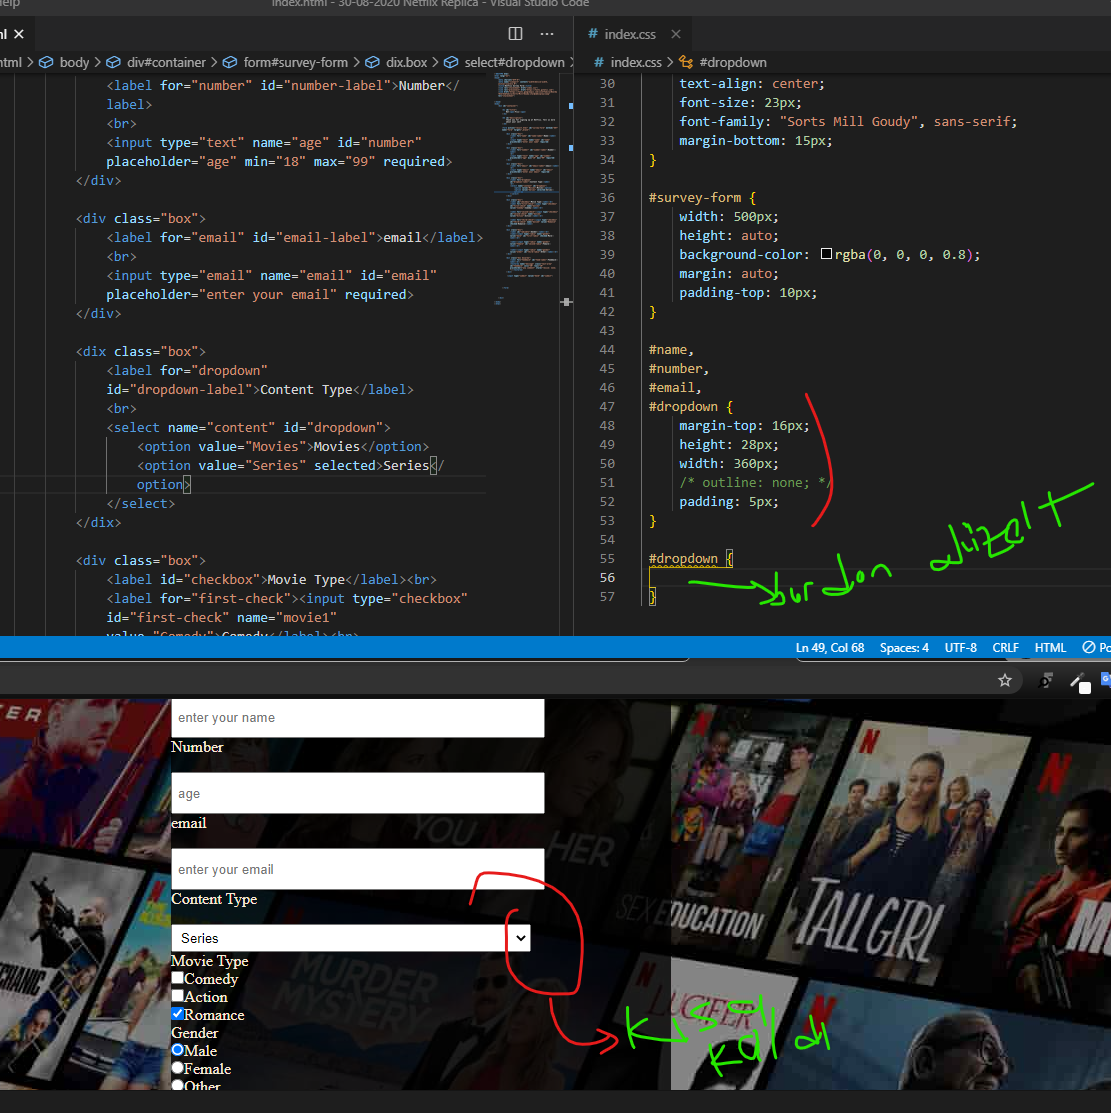 help
index.html - 30-08-2020 Netflix Replica - Visual Studio Code
index.css
body > div#container > form#survey-form > dix.box > select#dropdown
index.css > #dropdown
<label for="number" id="number-label">Number</
label>
<br>
<input type="text" name="age" id="number"
placeholder="age" min="18" max="99" required>
</div>
<div class="box">
<label for="email" id="email-label">email</label>
<br>
<input type="email" name="email" id="email"
placeholder="enter your email" required>
</div>
<dix class="box">
<label for="dropdown"
id="dropdown-label">Content Type</label>
<br>
<select name="content" id="dropdown">
<option value="Movies">Movies</option>
<option value="Series" selected>Series</
option>
</select>
</dix>
<div class="box">
<label id="checkbox">Movie Type</label><br>
<label for="first-check"><input type="checkbox"
id="first-check" name="movie1"
value="Comedy">Comedy</label><br>
30 text-align: center;
31 font-size: 23px;
32 font-family: "Sorts Mill Goudy", sans-serif;
33 margin-bottom: 15px;
34 }
35
36 #survey-form {
37 width: 500px;
38 height: auto;
39 background-color: rgba(0, 0, 0, 0.8);
40 margin: auto;
41 padding-top: 10px;
42 }
43
44 #name,
45 #number,
46 #email,
47 #dropdown {
48 margin-top: 16px;
49 height: 28px;
50 width: 360px;
51 /* outline: none; */
52 padding: 5px;
53 }
54
55 #dropdown {
56
57 }
burdan düzelt
Ln 49, Col 68 Spaces: 4 UTF-8 CRLF HTML
enter your name
Number
age
email
enter your email
Content Type
Series
Movie Type
Comedy
Action
Romance
Gender
Male
Female
Other
kısa
kaldı
SEX EDUCATION
TALL GIRL
MURDER
MYSTERY
LUCIFER